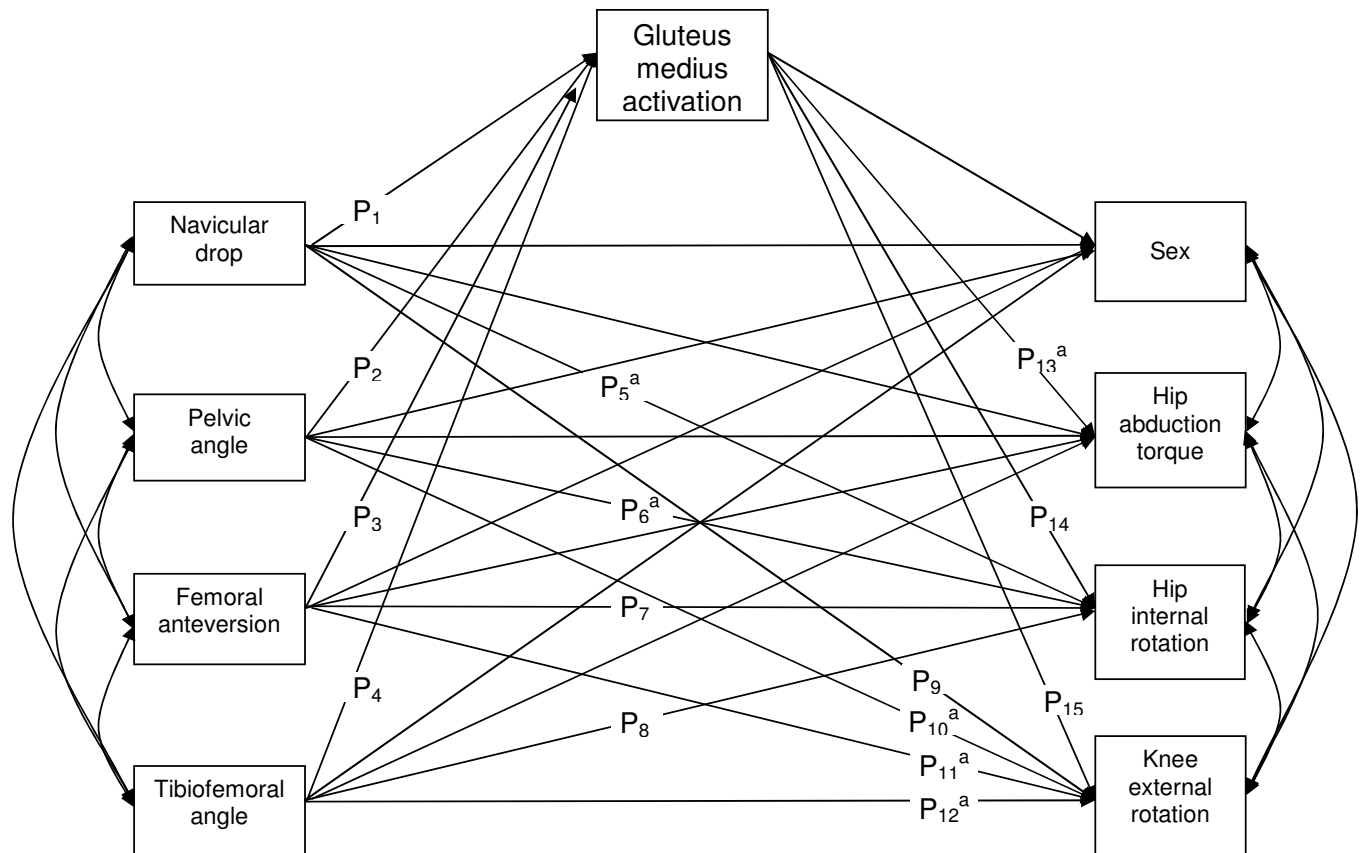 Gluteus
medius
activation
P₁
Navicular
drop
Sex
P₂
P₅ᵃ
P₁₃ᵃ
Pelvic
angle
Hip
abduction
torque
P₃
P₆ᵃ
P₁₄
Femoral
anteversion
P₇
Hip
internal
rotation
P₄
P₈
P₉
P₁₀ᵃ
P₁₅
P₁₁ᵃ
P₁₂ᵃ
Tibiofemoral
angle
Knee
external
rotation